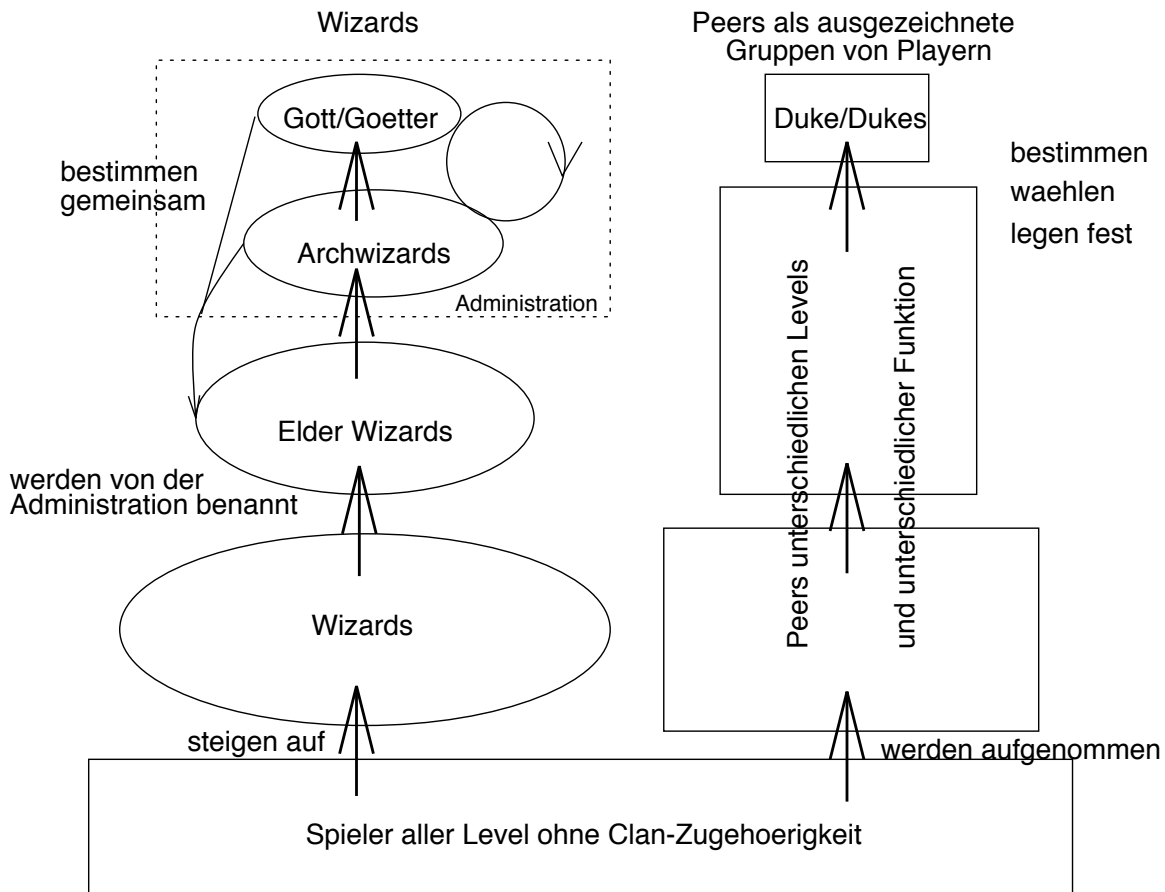 Wizards
Peers als ausgezeichnete
Gruppen von Playern
Gott/Goetter
Duke/Dukes
bestimmen
gemeinsam
bestimmen
waehlen
legen fest
Archwizards
Administration
Peers unterschiedlichen Levels
und unterschiedlicher Funktion
Elder Wizards
werden von der
Administration benannt
Wizards
steigen auf
werden aufgenommen
Spieler aller Level ohne Clan-Zugehoerigkeit